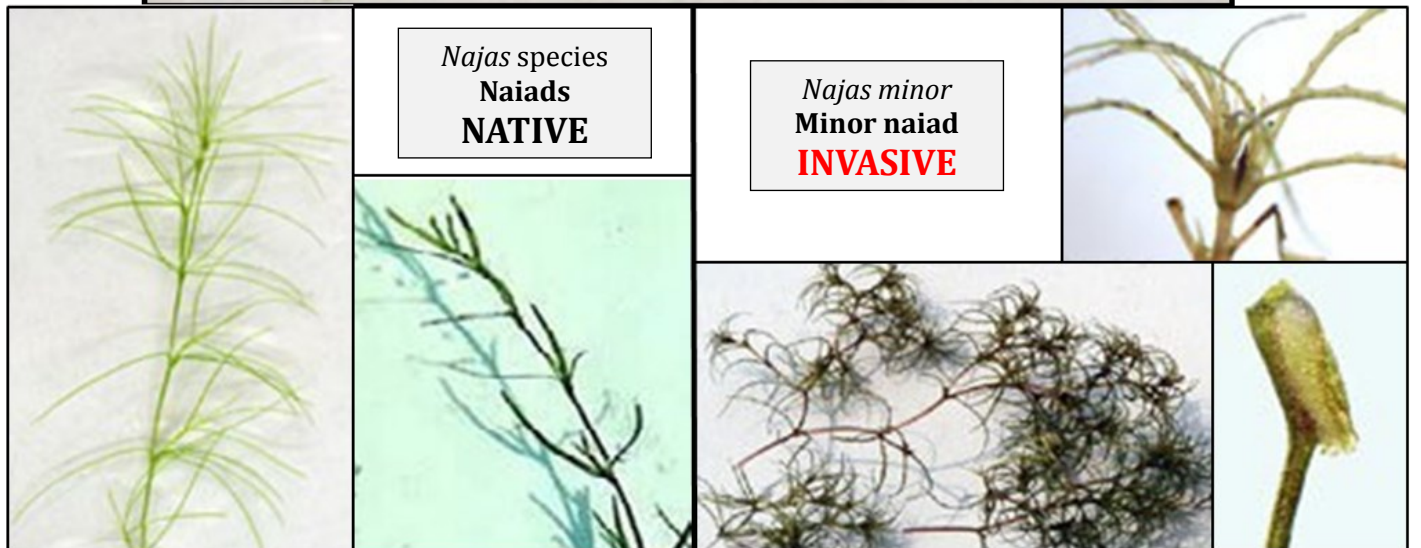 Najas species
Naiads
NATIVE
Najas minor
Minor naiad
INVASIVE